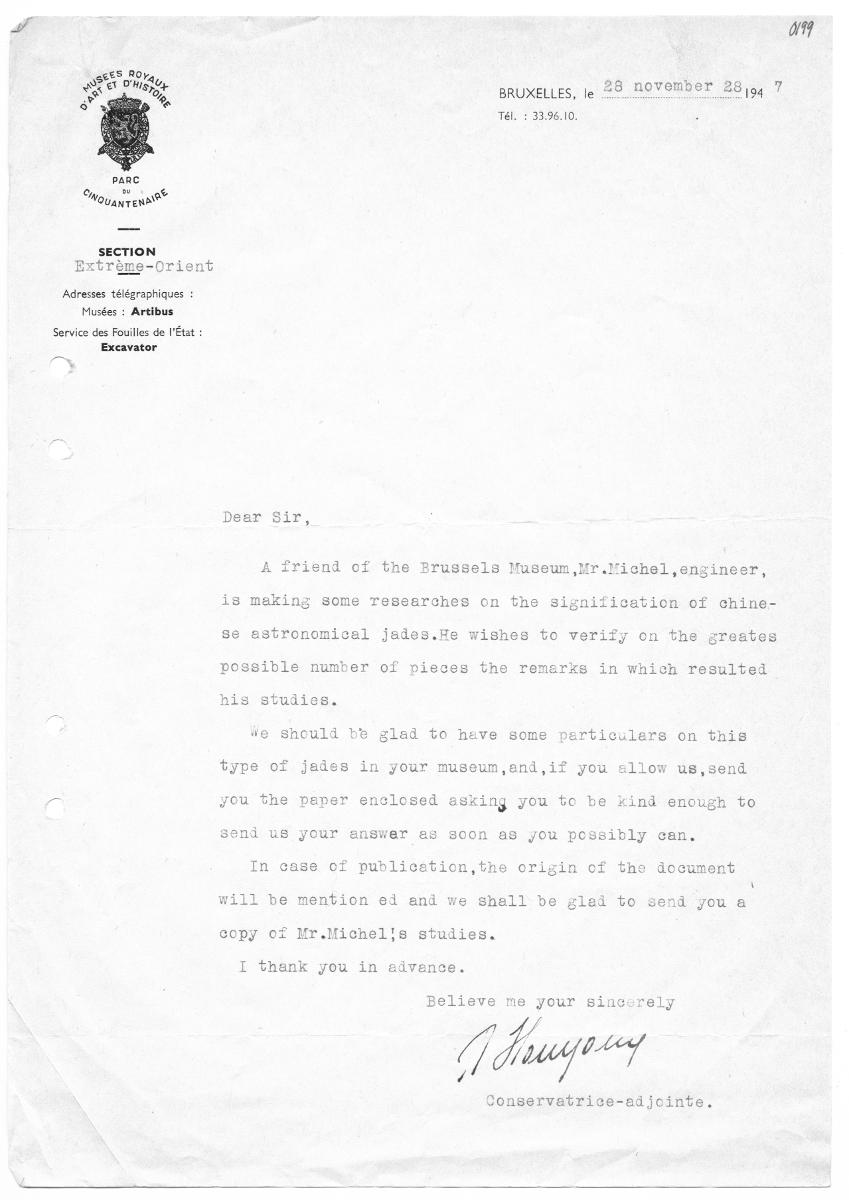 0199
MUSEES ROYAUX
D'ART ET D'HISTOIRE
PARC
DU
CINQUANTENAIRE
BRUXELLES, le 28 november 28 194 7
Tél. : 33.96.10.
SECTION
Extrème-Orient
Adresses télégraphiques :
Musées : Artibus
Service des Fouilles de l'État :
Excavator
Dear Sir,
A friend of the Brussels Museum,Mr.Michel,engineer,
is making some researches on the signification of chine-
se astronomical jades.He wishes to verify on the greates
possible number of pieces the remarks in which resulted
his studies.
We should be glad to have some particulars on this
type of jades in your museum,and,if you allow us,send
you the paper enclosed asking you to be kind enough to
send us your answer as soon as you possibly can.
In case of publication,the origin of the document
will be mention ed and we shall be glad to send you a
copy of Mr.Michel's studies.
I thank you in advance.
Believe me your sincerely
Conservatrice-adjointe.